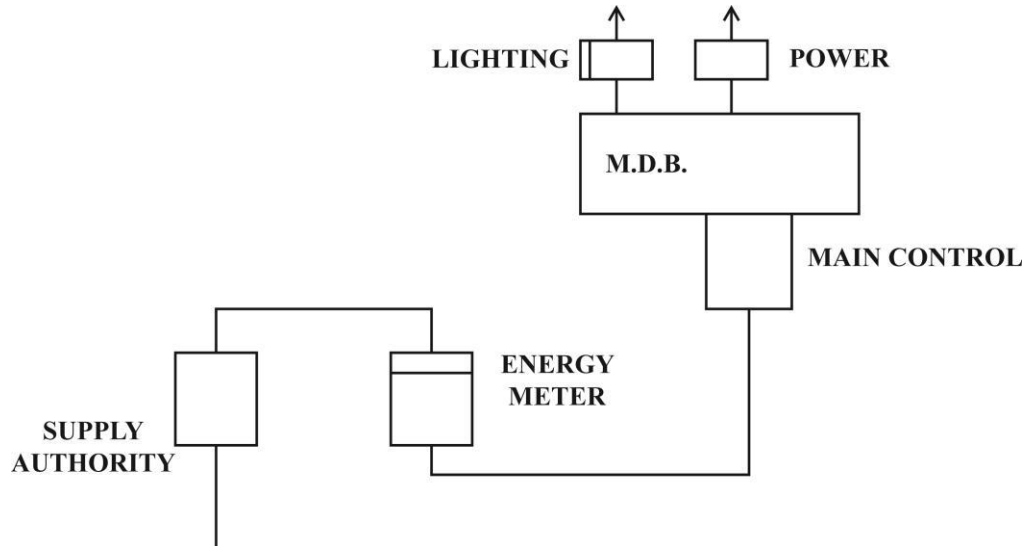 LIGHTING
POWER
M.D.B.
MAIN CONTROL
ENERGY
METER
SUPPLY
AUTHORITY